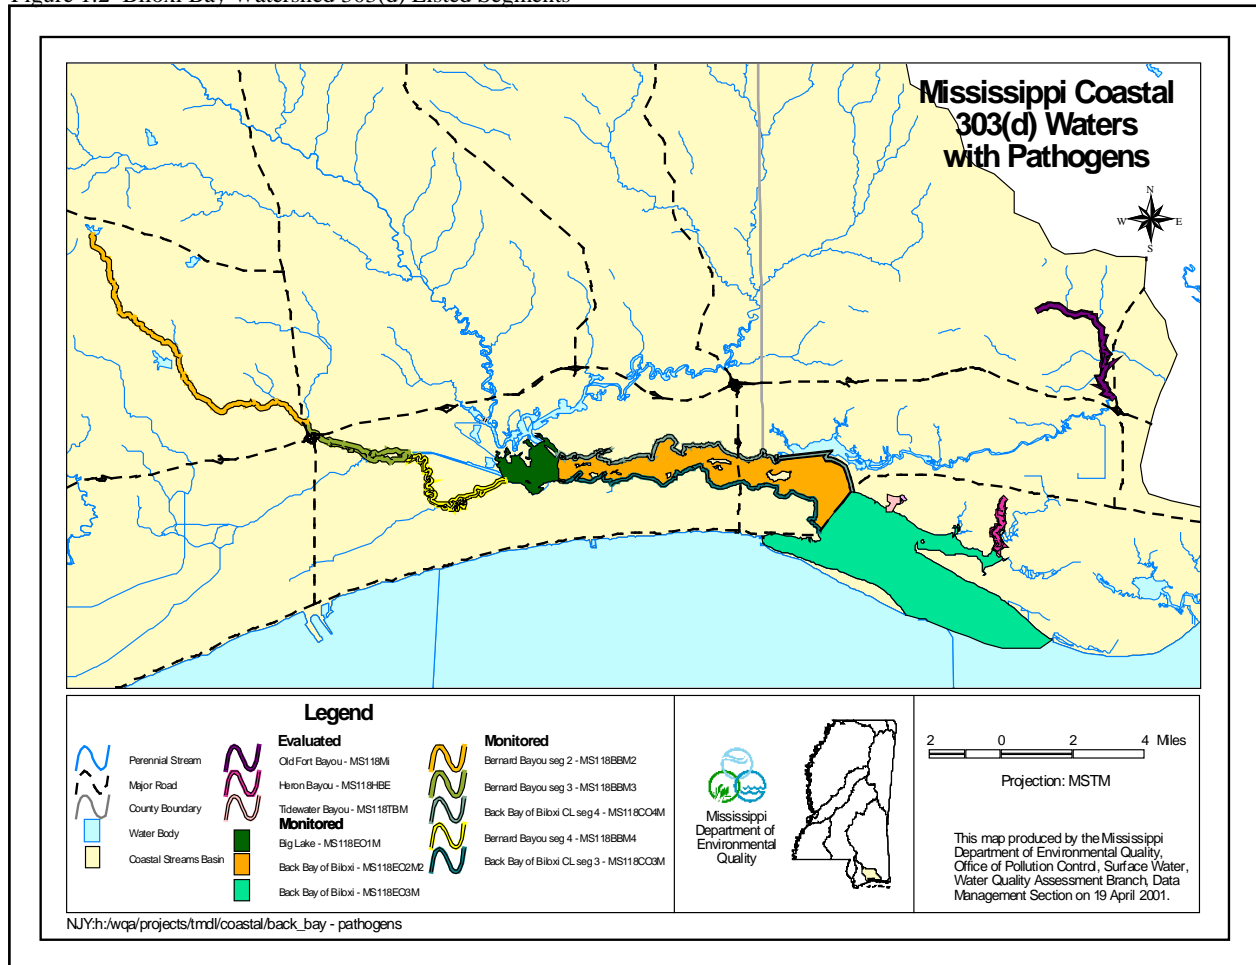 Figure 1.2 Biloxi Bay Watershed 303(d) Listed Segments
Mississippi Coastal
303(d) Waters
with Pathogens
N
W
E
S
Legend
Perennial Stream
Major Road
County Boundary
Water Body
Coastal Streams Basin
Evaluated
Old Fort Bayou - MS118Mi
Heron Bayou - MS118HBE
Tidewater Bayou - MS118TBM
Monitored
Big Lake - MS118EO1M
Back Bay of Biloxi - MS118EO2M2
Back Bay of Biloxi - MS118EO3M
Monitored
Bernard Bayou seg 2 - MS118BBM2
Bernard Bayou seg 3 - MS118BBM3
Back Bay of Biloxi CL seg 4 - MS118CO4M
Bernard Bayou seg 4 - MS118BBM4
Back Bay of Biloxi CL seg 3 - MS118CO3M
Mississippi
Department of
Environmental
Quality
2 0 2 4 Miles
Projection: MSTM
This map produced by the Mississippi
Department of Environmental Quality,
Office of Pollution Control, Surface Water,
Water Quality Assessment Branch, Data
Management Section on 19 April 2001.
NJY:h:/wqa/projects/tmdl/coastal/back_bay - pathogens